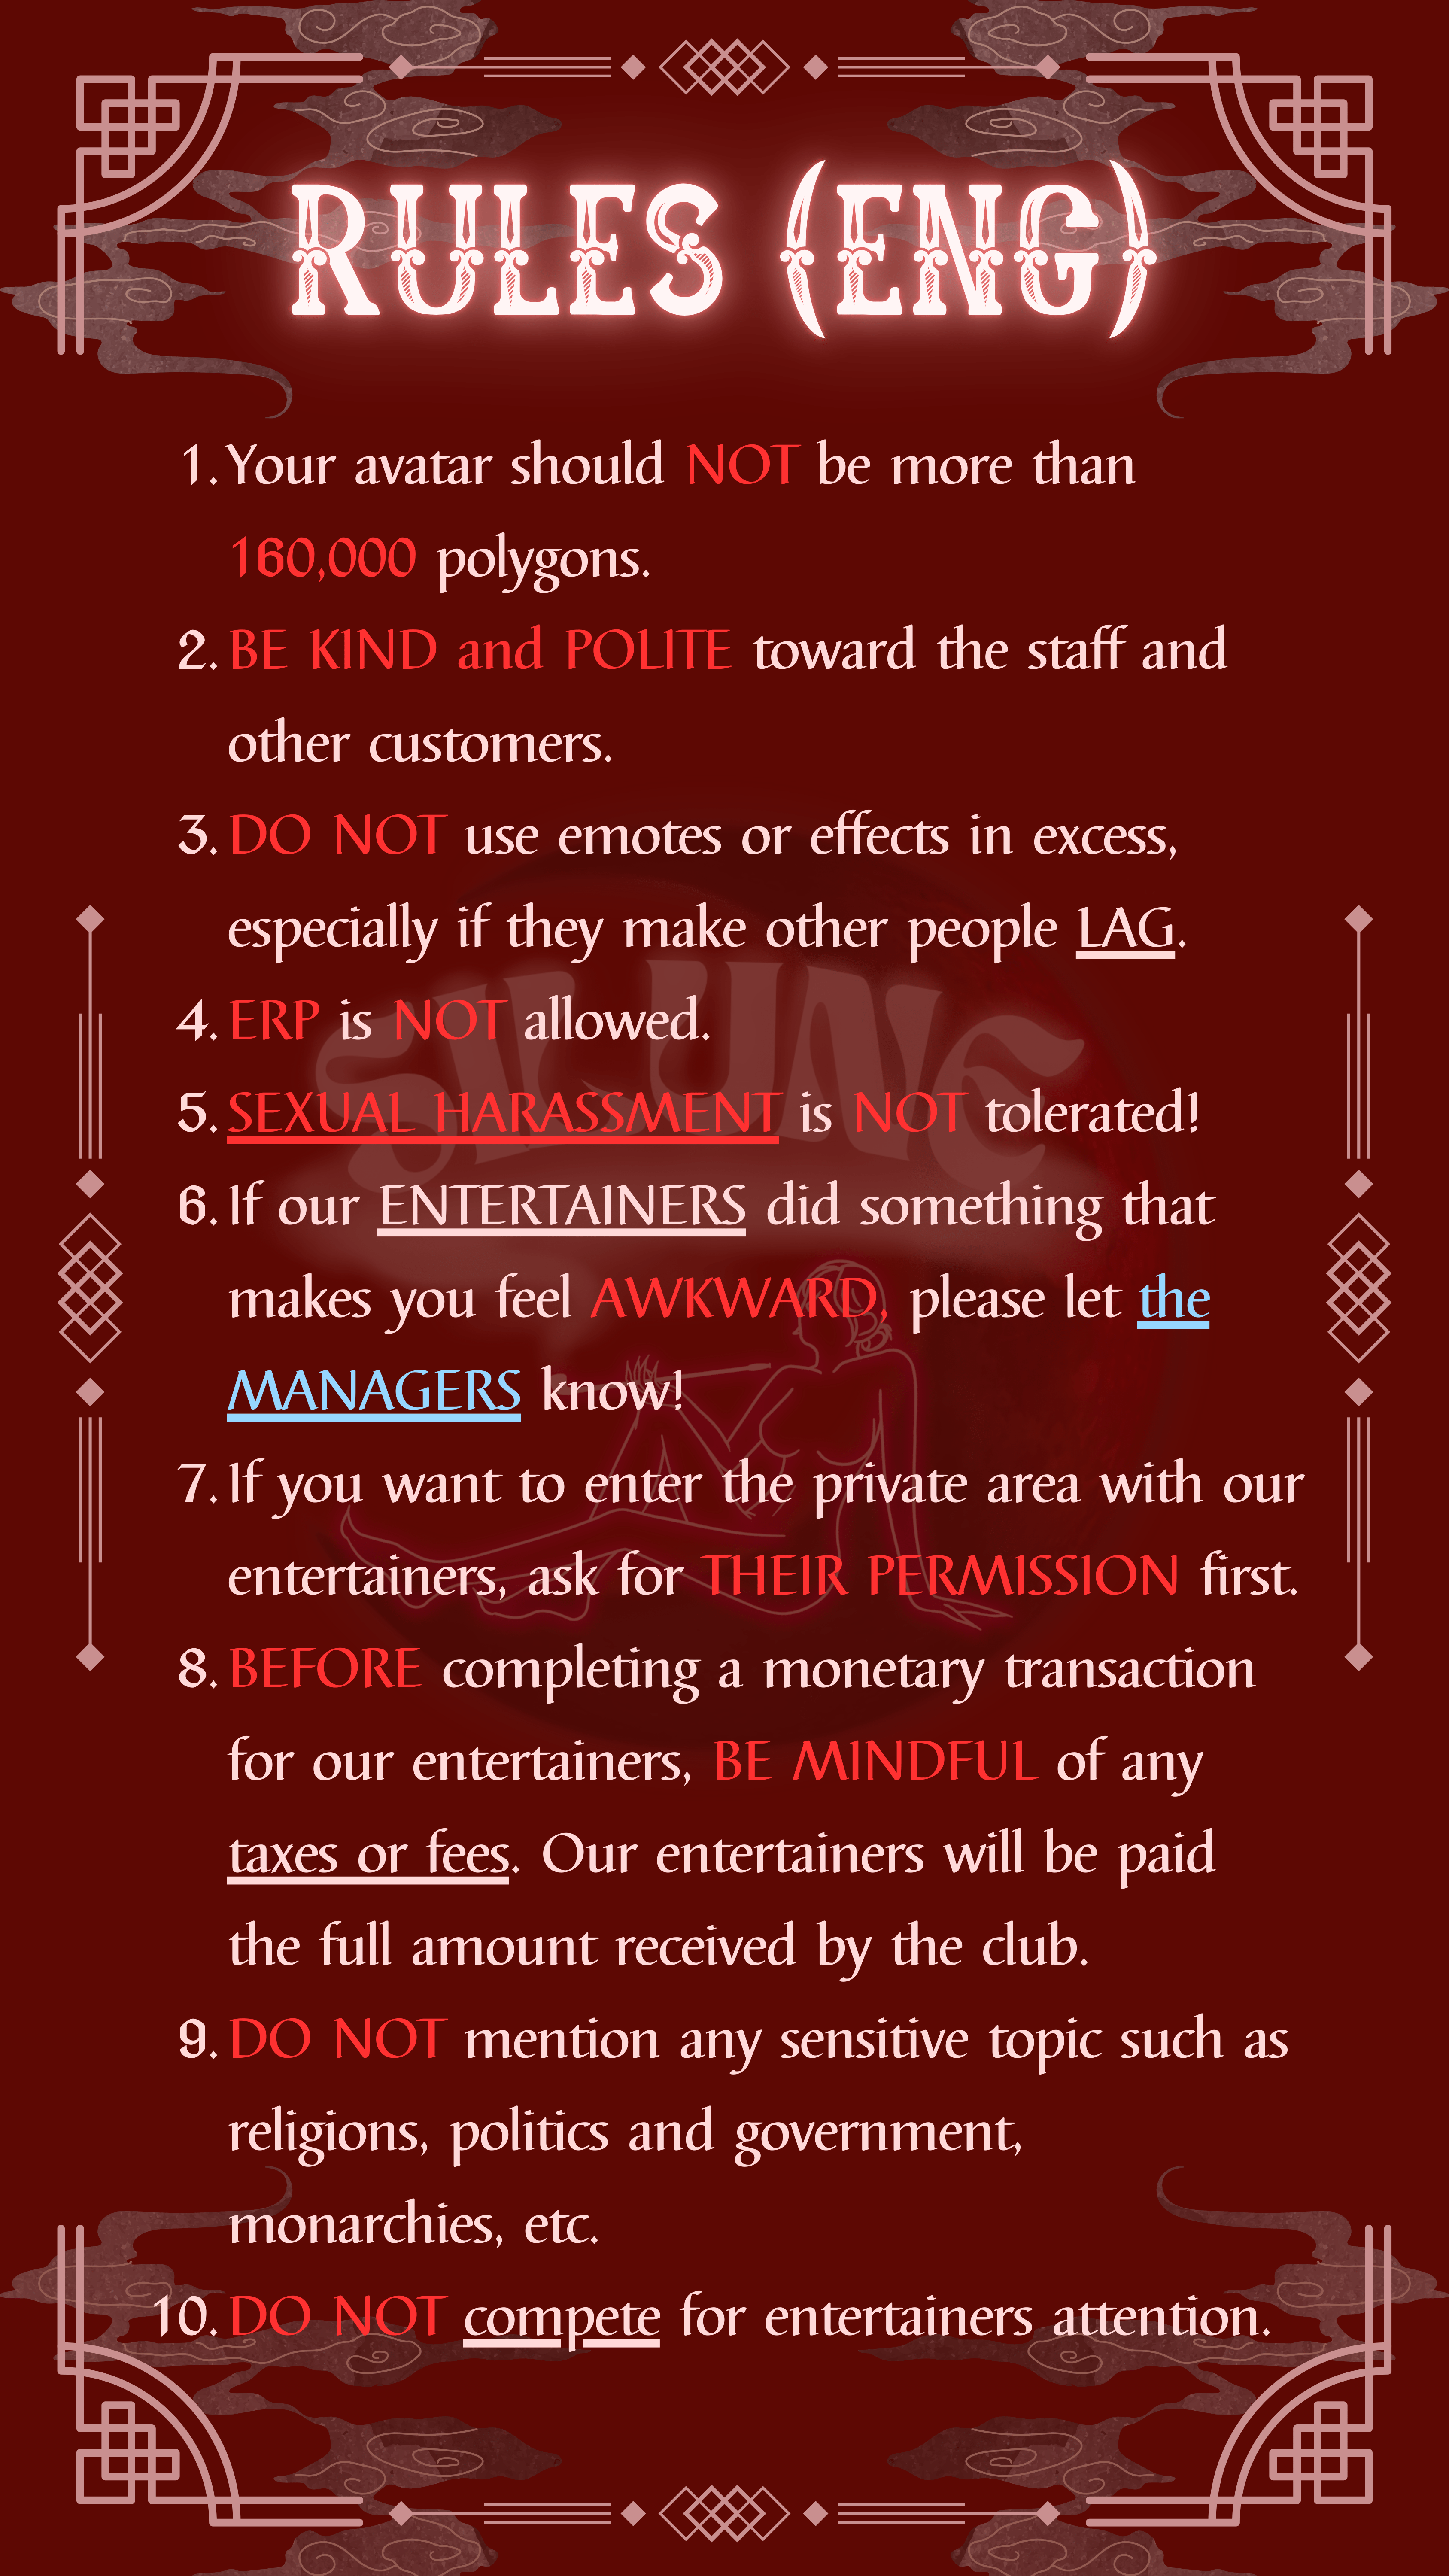 RULES (ENG)
1. Your avatar should NOT be more than
160,000 polygons.
2. BE KIND and POLITE toward the staff and
other customers.
3. DO NOT use emotes or effects in excess,
especially if they make other people LAG.
4. ERP is NOT allowed.
5. SEXUAL HARASSMENT is NOT tolerated!
6. If our ENTERTAINERS did something that
makes you feel AWKWARD, please let the
MANAGERS know!
7. If you want to enter the private area with our
entertainers, ask for THEIR PERMISSION first.
8. BEFORE completing a monetary transaction
for our entertainers, BE MINDFUL of any
taxes or fees. Our entertainers will be paid
the full amount received by the club.
9. DO NOT mention any sensitive topic such as
religions, politics and government,
monarchies, etc.
10. DO NOT compete for entertainers attention.